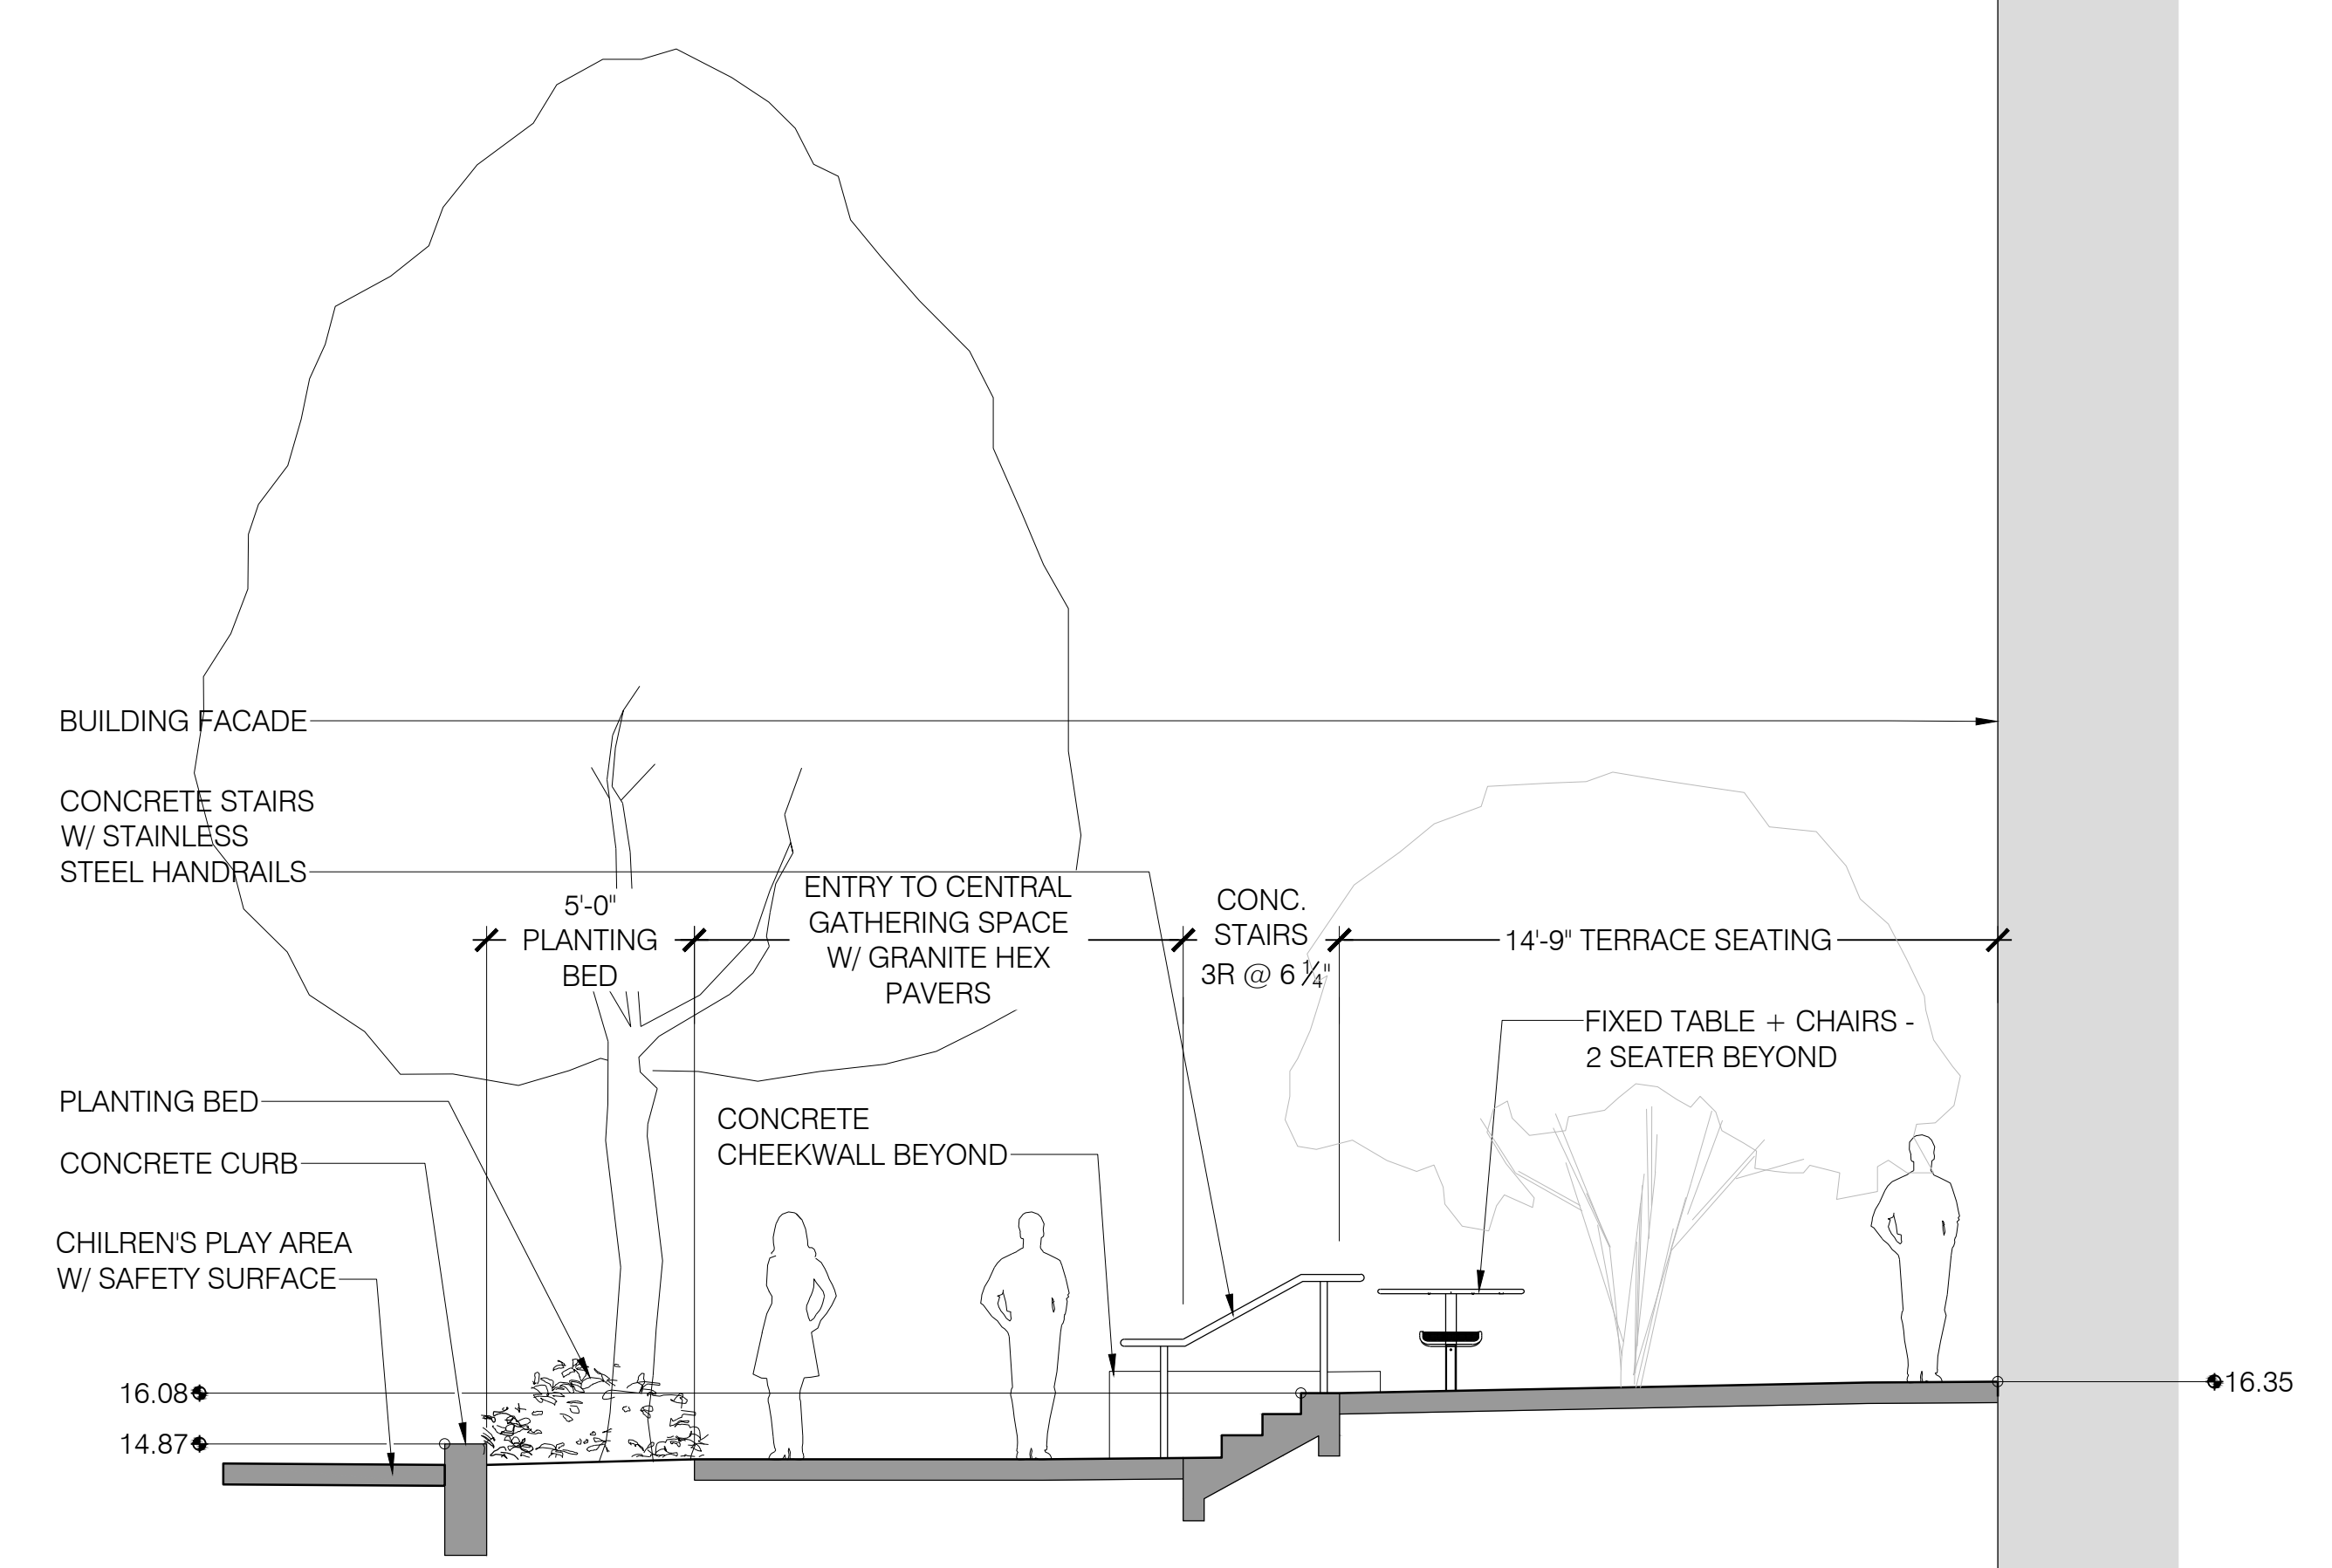 BUILDING FACADE
CONCRETE STAIRS
W/ STAINLESS
STEEL HANDRAILS
5'-0"
PLANTING
BED
ENTRY TO CENTRAL
GATHERING SPACE
W/ GRANITE HEX
PAVERS
CONC.
STAIRS
3R @ 6 1/4"
14'-9" TERRACE SEATING
FIXED TABLE + CHAIRS -
2 SEATER BEYOND
PLANTING BED
CONCRETE CURB
CONCRETE
CHEEKWALL BEYOND
CHILREN'S PLAY AREA
W/ SAFETY SURFACE
16.08
14.87
16.35